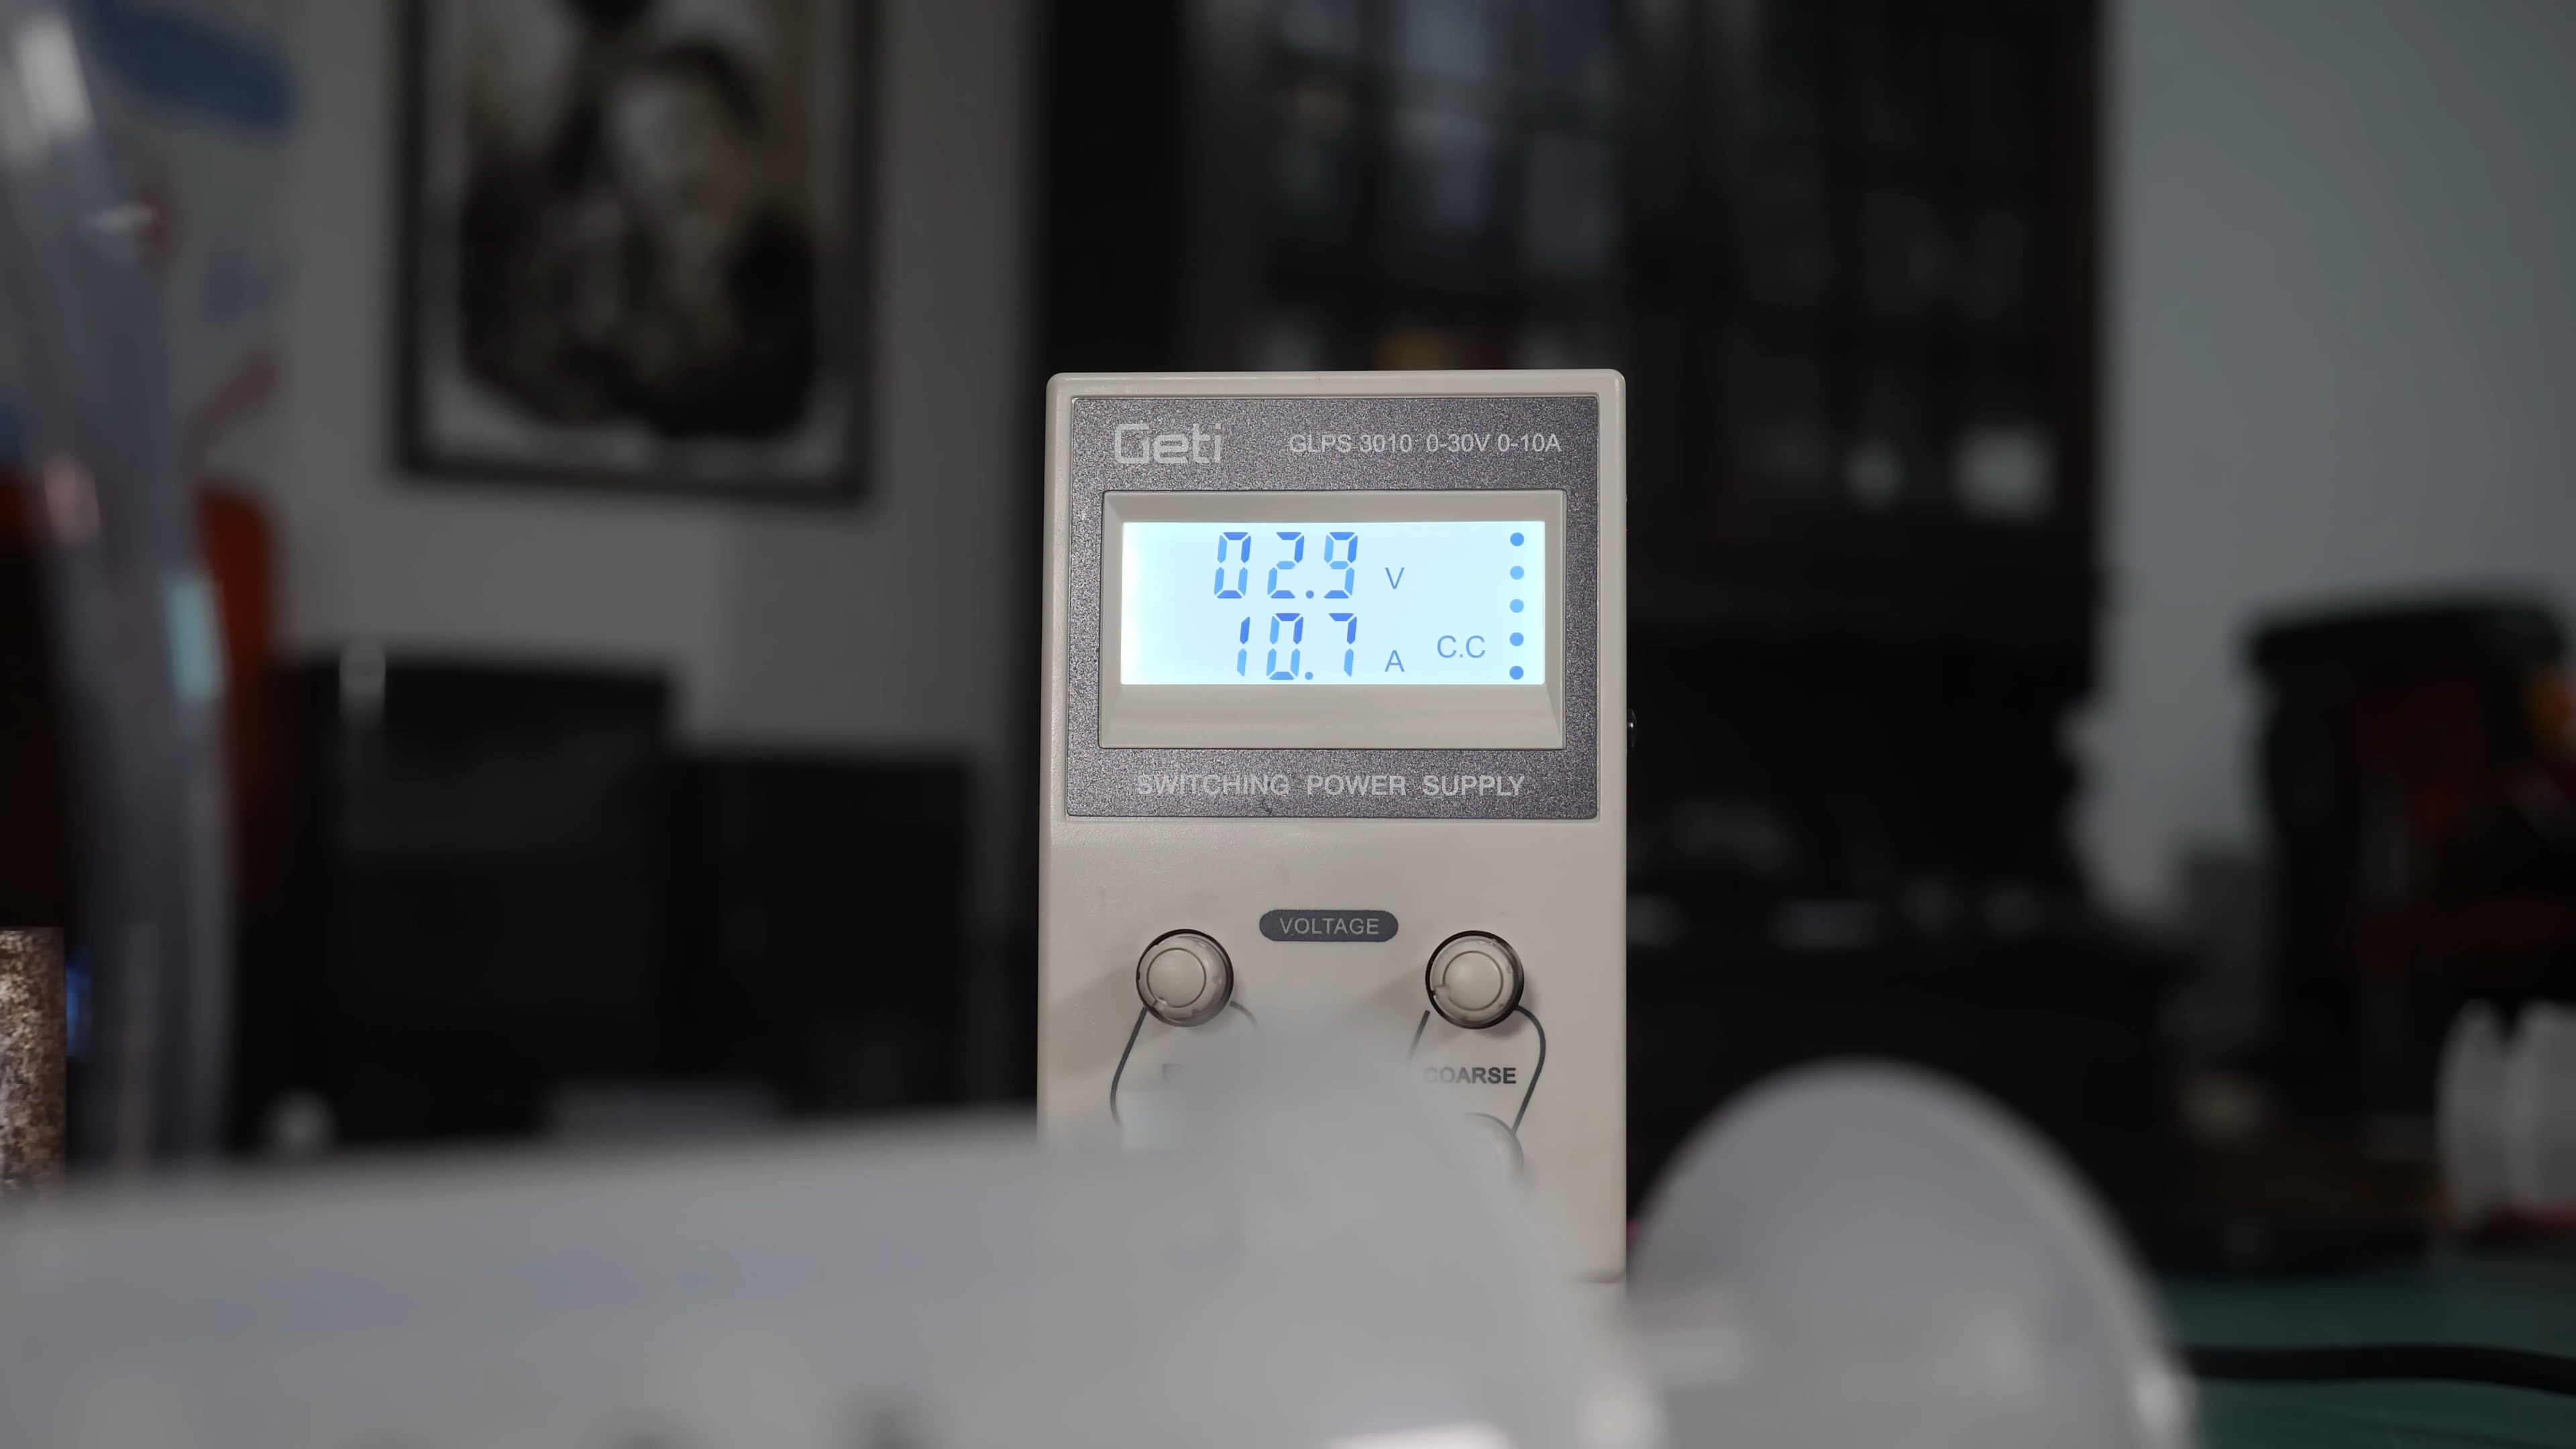 Geti GLPS 3010 0-30V 0-10A
02.9 V
10.7 A C.C
SWITCHING POWER SUPPLY
VOLTAGE
COARSE